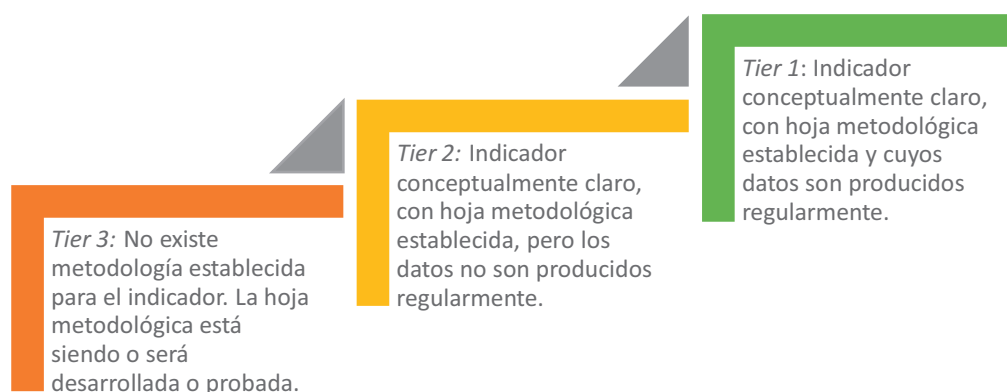 Tier 1: Indicador
conceptualmente claro,
con hoja metodológica
establecida y cuyos
datos son producidos
regularmente.
Tier 2: Indicador
conceptualmente claro,
con hoja metodológica
establecida, pero los
datos no son producidos
regularmente.
Tier 3: No existe
metodología establecida
para el indicador. La hoja
metodológica está
siendo o será
desarrollada o probada.